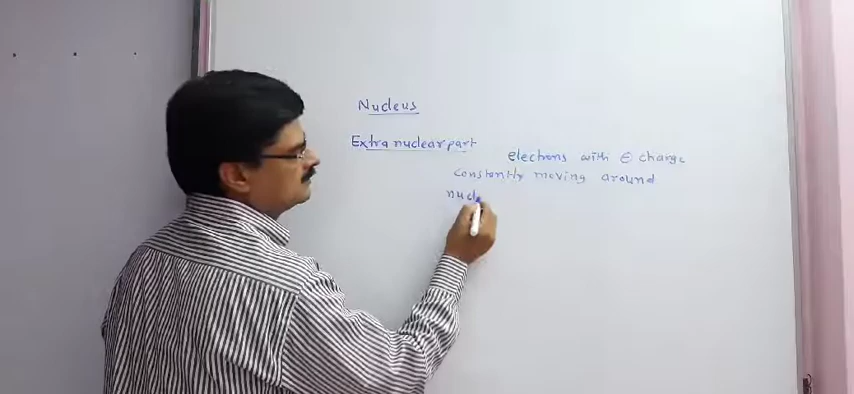 Nucleus
Extra nuclear part
electrons with ⊖ charge
constantly moving around
nucl